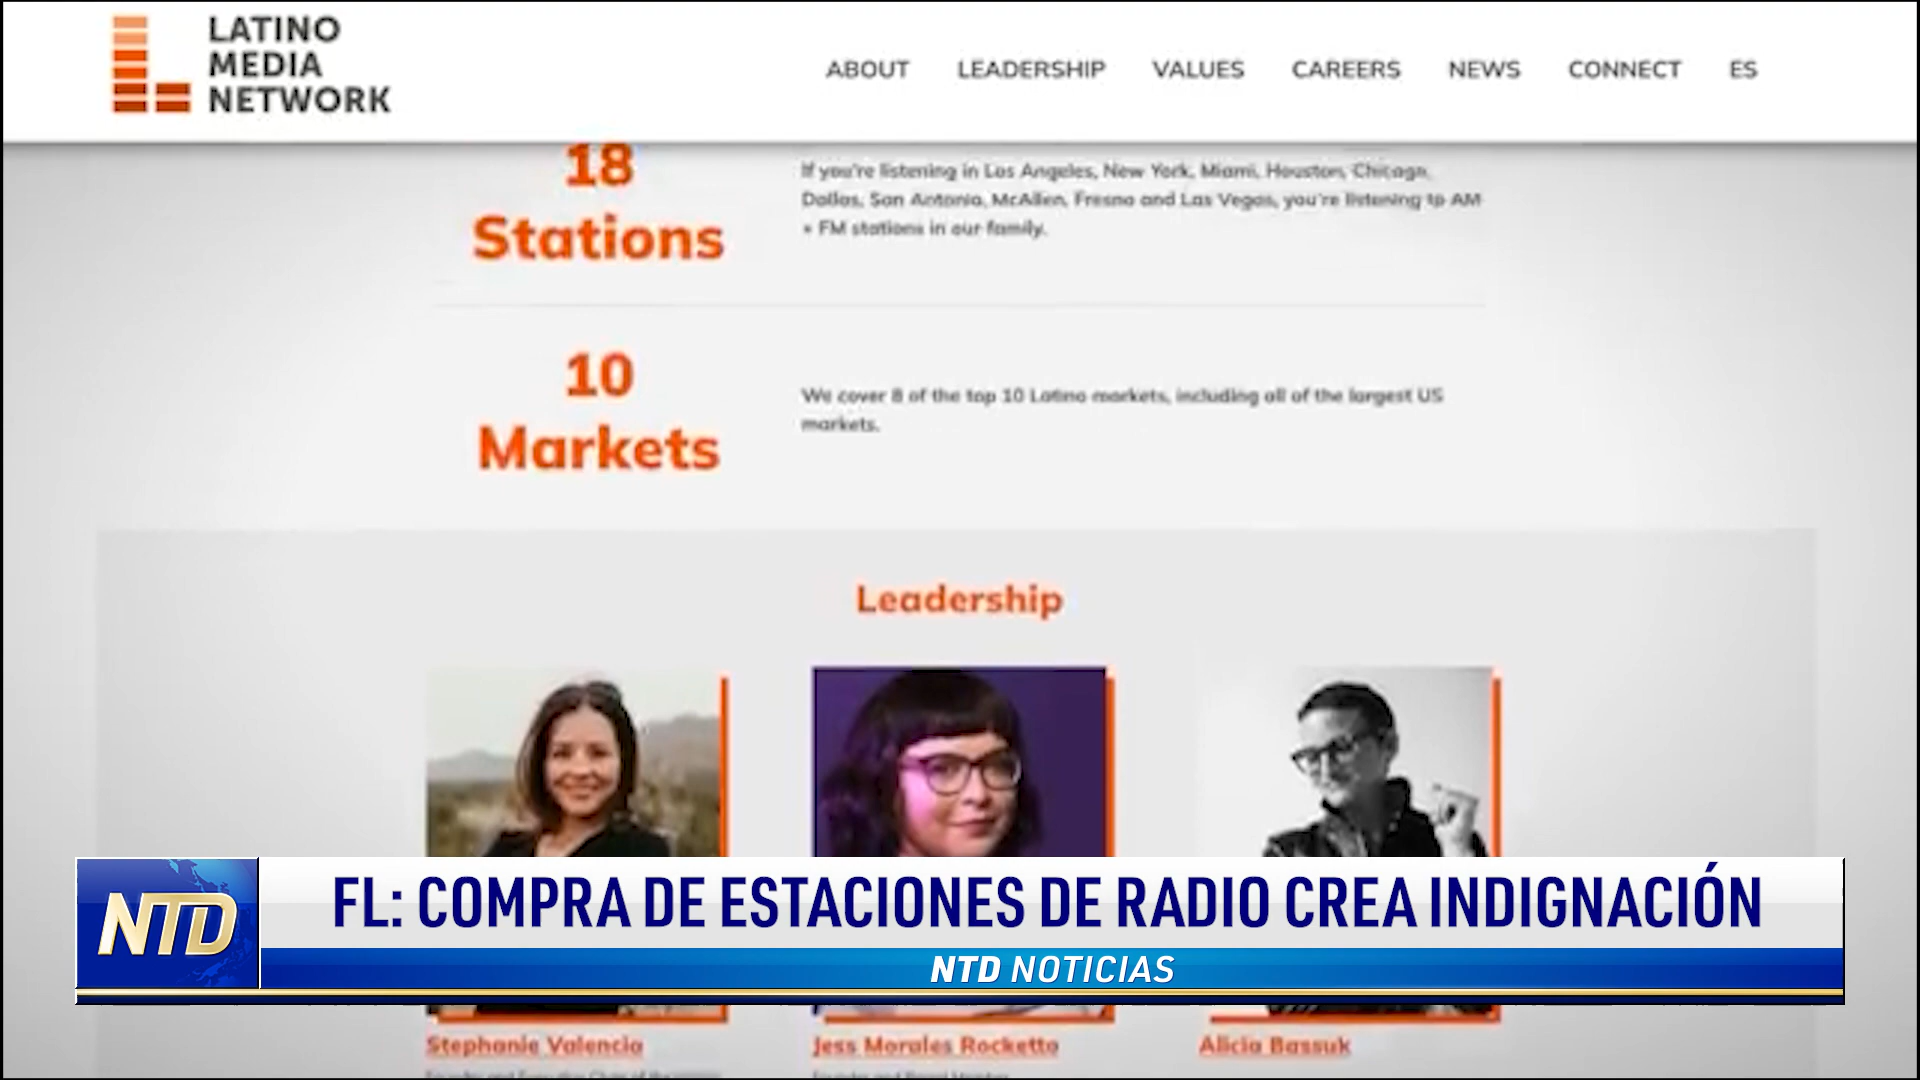 LATINO
MEDIA
NETWORK
ABOUT LEADERSHIP VALUES CAREERS NEWS CONNECT ES
18
Stations
If you're listening in Los Angeles, New York, Miami, Houston, Chicago,
Dallas, San Antonio, McAllen, Fresno and Las Vegas, you're listening to AM
+ FM stations in our family.
10
Markets
We cover 8 of the top 10 Latino markets, including all of the largest US
markets.
Leadership
NTD
FL: COMPRA DE ESTACIONES DE RADIO CREA INDIGNACIÓN
NTD NOTICIAS
Stephanie Valencia
Jess Morales Rocketto
Alicia Bassuk